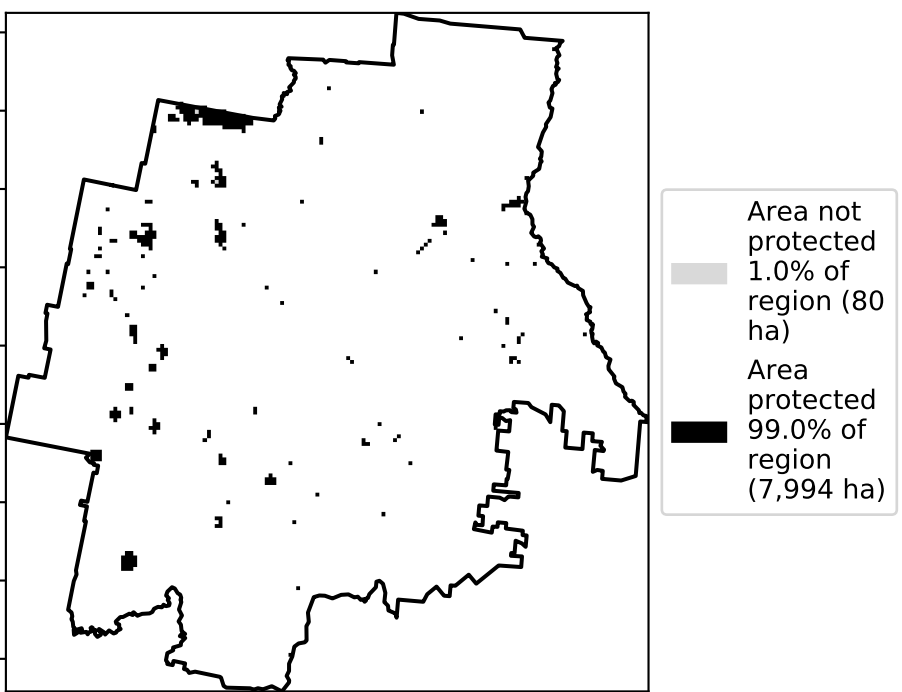 Area not
protected
1.0% of
region (80
ha)
Area
protected
99.0% of
region
(7,994 ha)